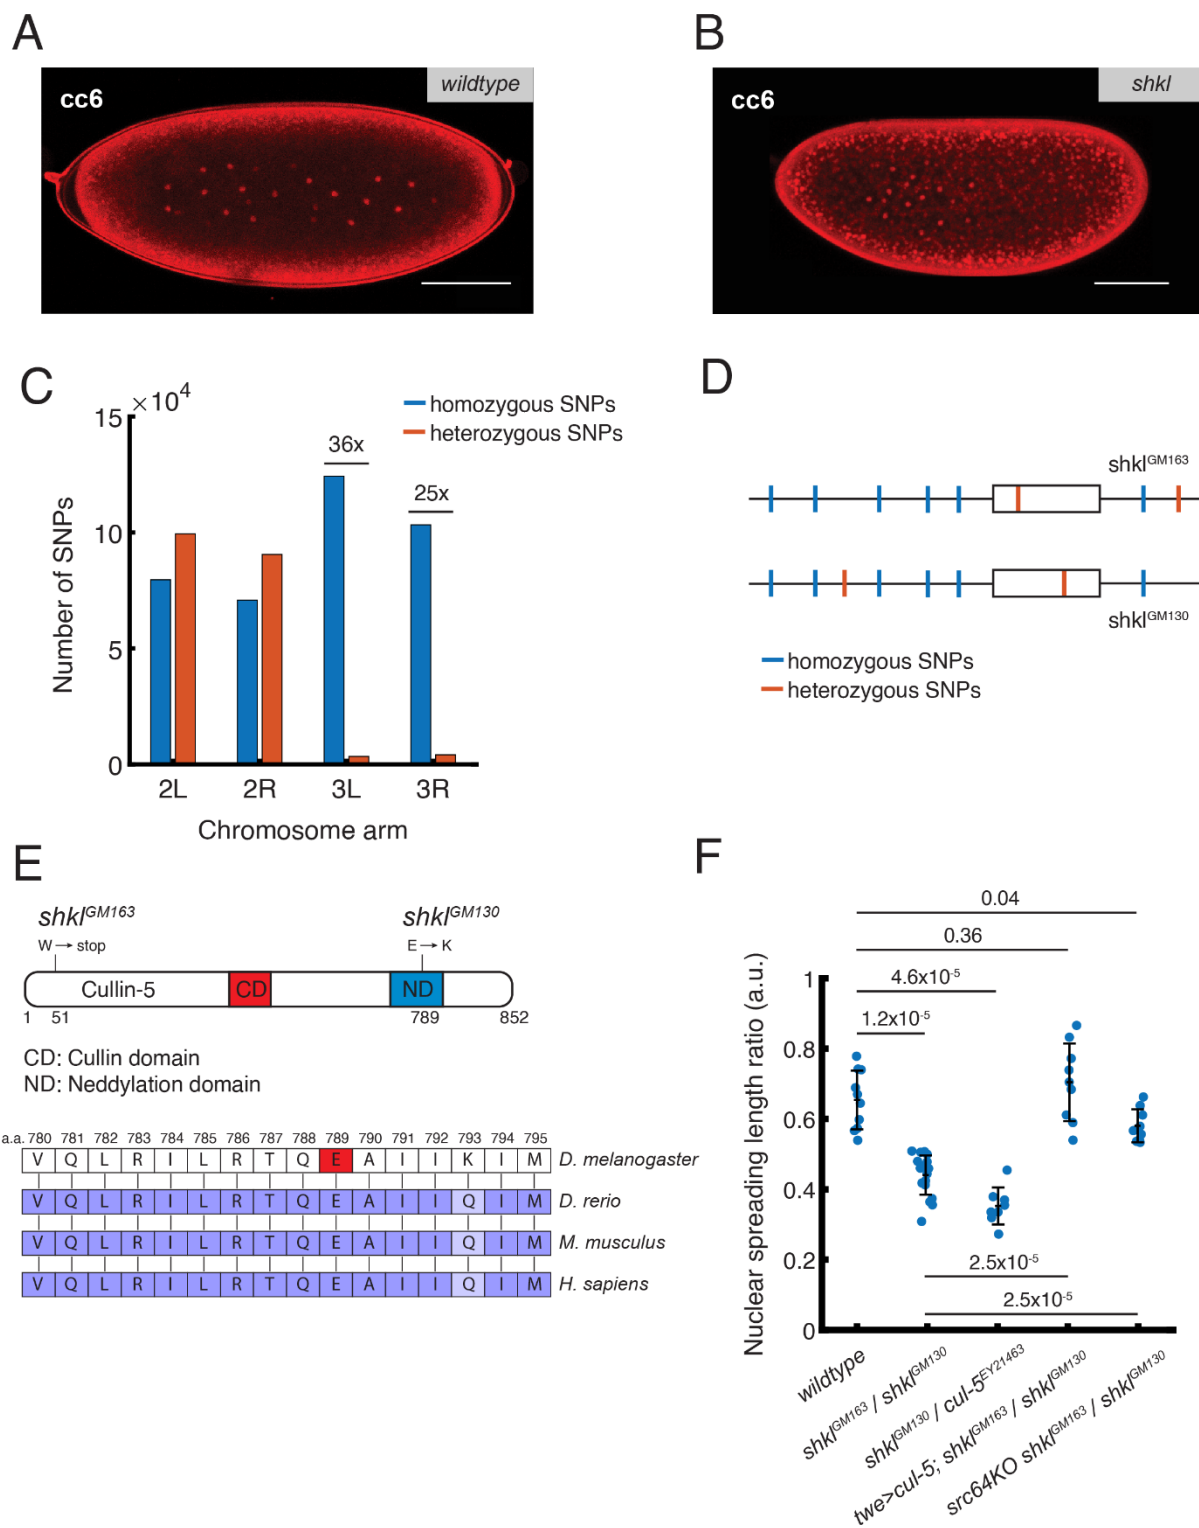 A
B
cc6
wildtype
cc6
shkl
C
×10⁴
15
10
5
0
Number of SNPs
homozygous SNPs
heterozygous SNPs
36x
25x
2L 2R 3L 3R
Chromosome arm
D
shkl^GM163
shkl^GM130
homozygous SNPs
heterozygous SNPs
E
shkl^GM163 shkl^GM130
W → stop E → K
Cullin-5 CD ND
1 51 789 852
CD: Cullin domain
ND: Neddylation domain
a.a. 780 781 782 783 784 785 786 787 788 789 790 791 792 793 794 795
V Q L R I L R T Q E A I I K I M D. melanogaster
V Q L R I L R T Q E A I I Q I M D. rerio
V Q L R I L R T Q E A I I Q I M M. musculus
V Q L R I L R T Q E A I I Q I M H. sapiens
F
0.04
0.36
4.6x10⁻⁵
1.2x10⁻⁵
2.5x10⁻⁵
2.5x10⁻⁵
1
0.8
0.6
0.4
0.2
0
Nuclear spreading length ratio (a.u.)
wildtype
shkl^GM163 / shkl^GM130
shkl^GM130 / cul-5^EY21463
twe>cul-5; shkl^GM163 / shkl^GM130
src64KO shkl^GM163 / shkl^GM130